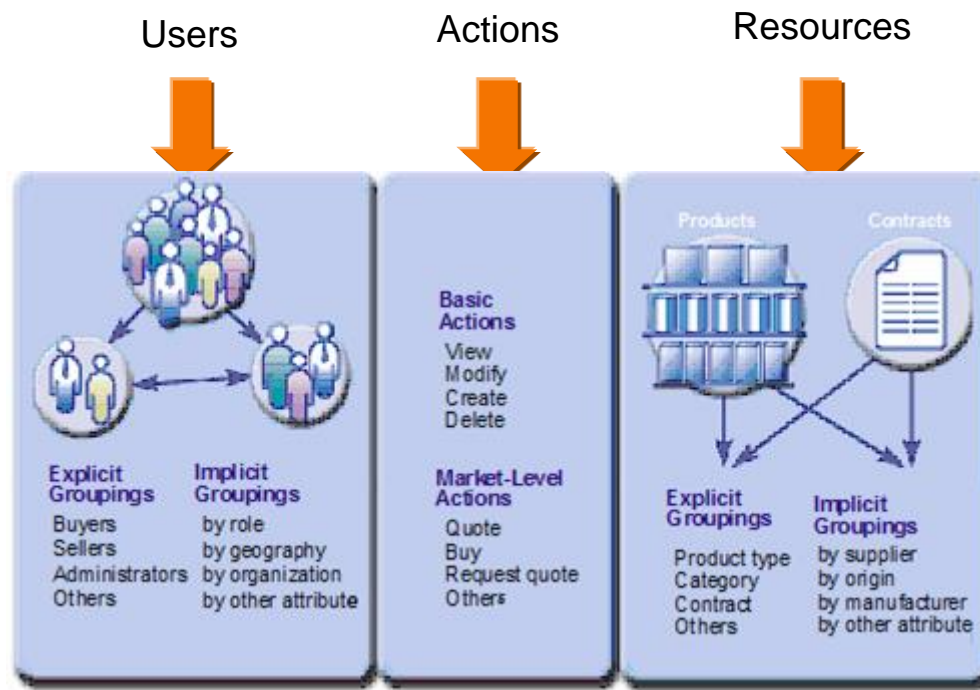 Users
Actions
Resources
Explicit
Groupings
Buyers
Sellers
Administrators
Others
Implicit
Groupings
by role
by geography
by organization
by other attribute
Basic
Actions
View
Modify
Create
Delete
Market-Level
Actions
Quote
Buy
Request quote
Others
Products
Contracts
Explicit
Groupings
Product type
Category
Contract
Others
Implicit
Groupings
by supplier
by origin
by manufacturer
by other attribute